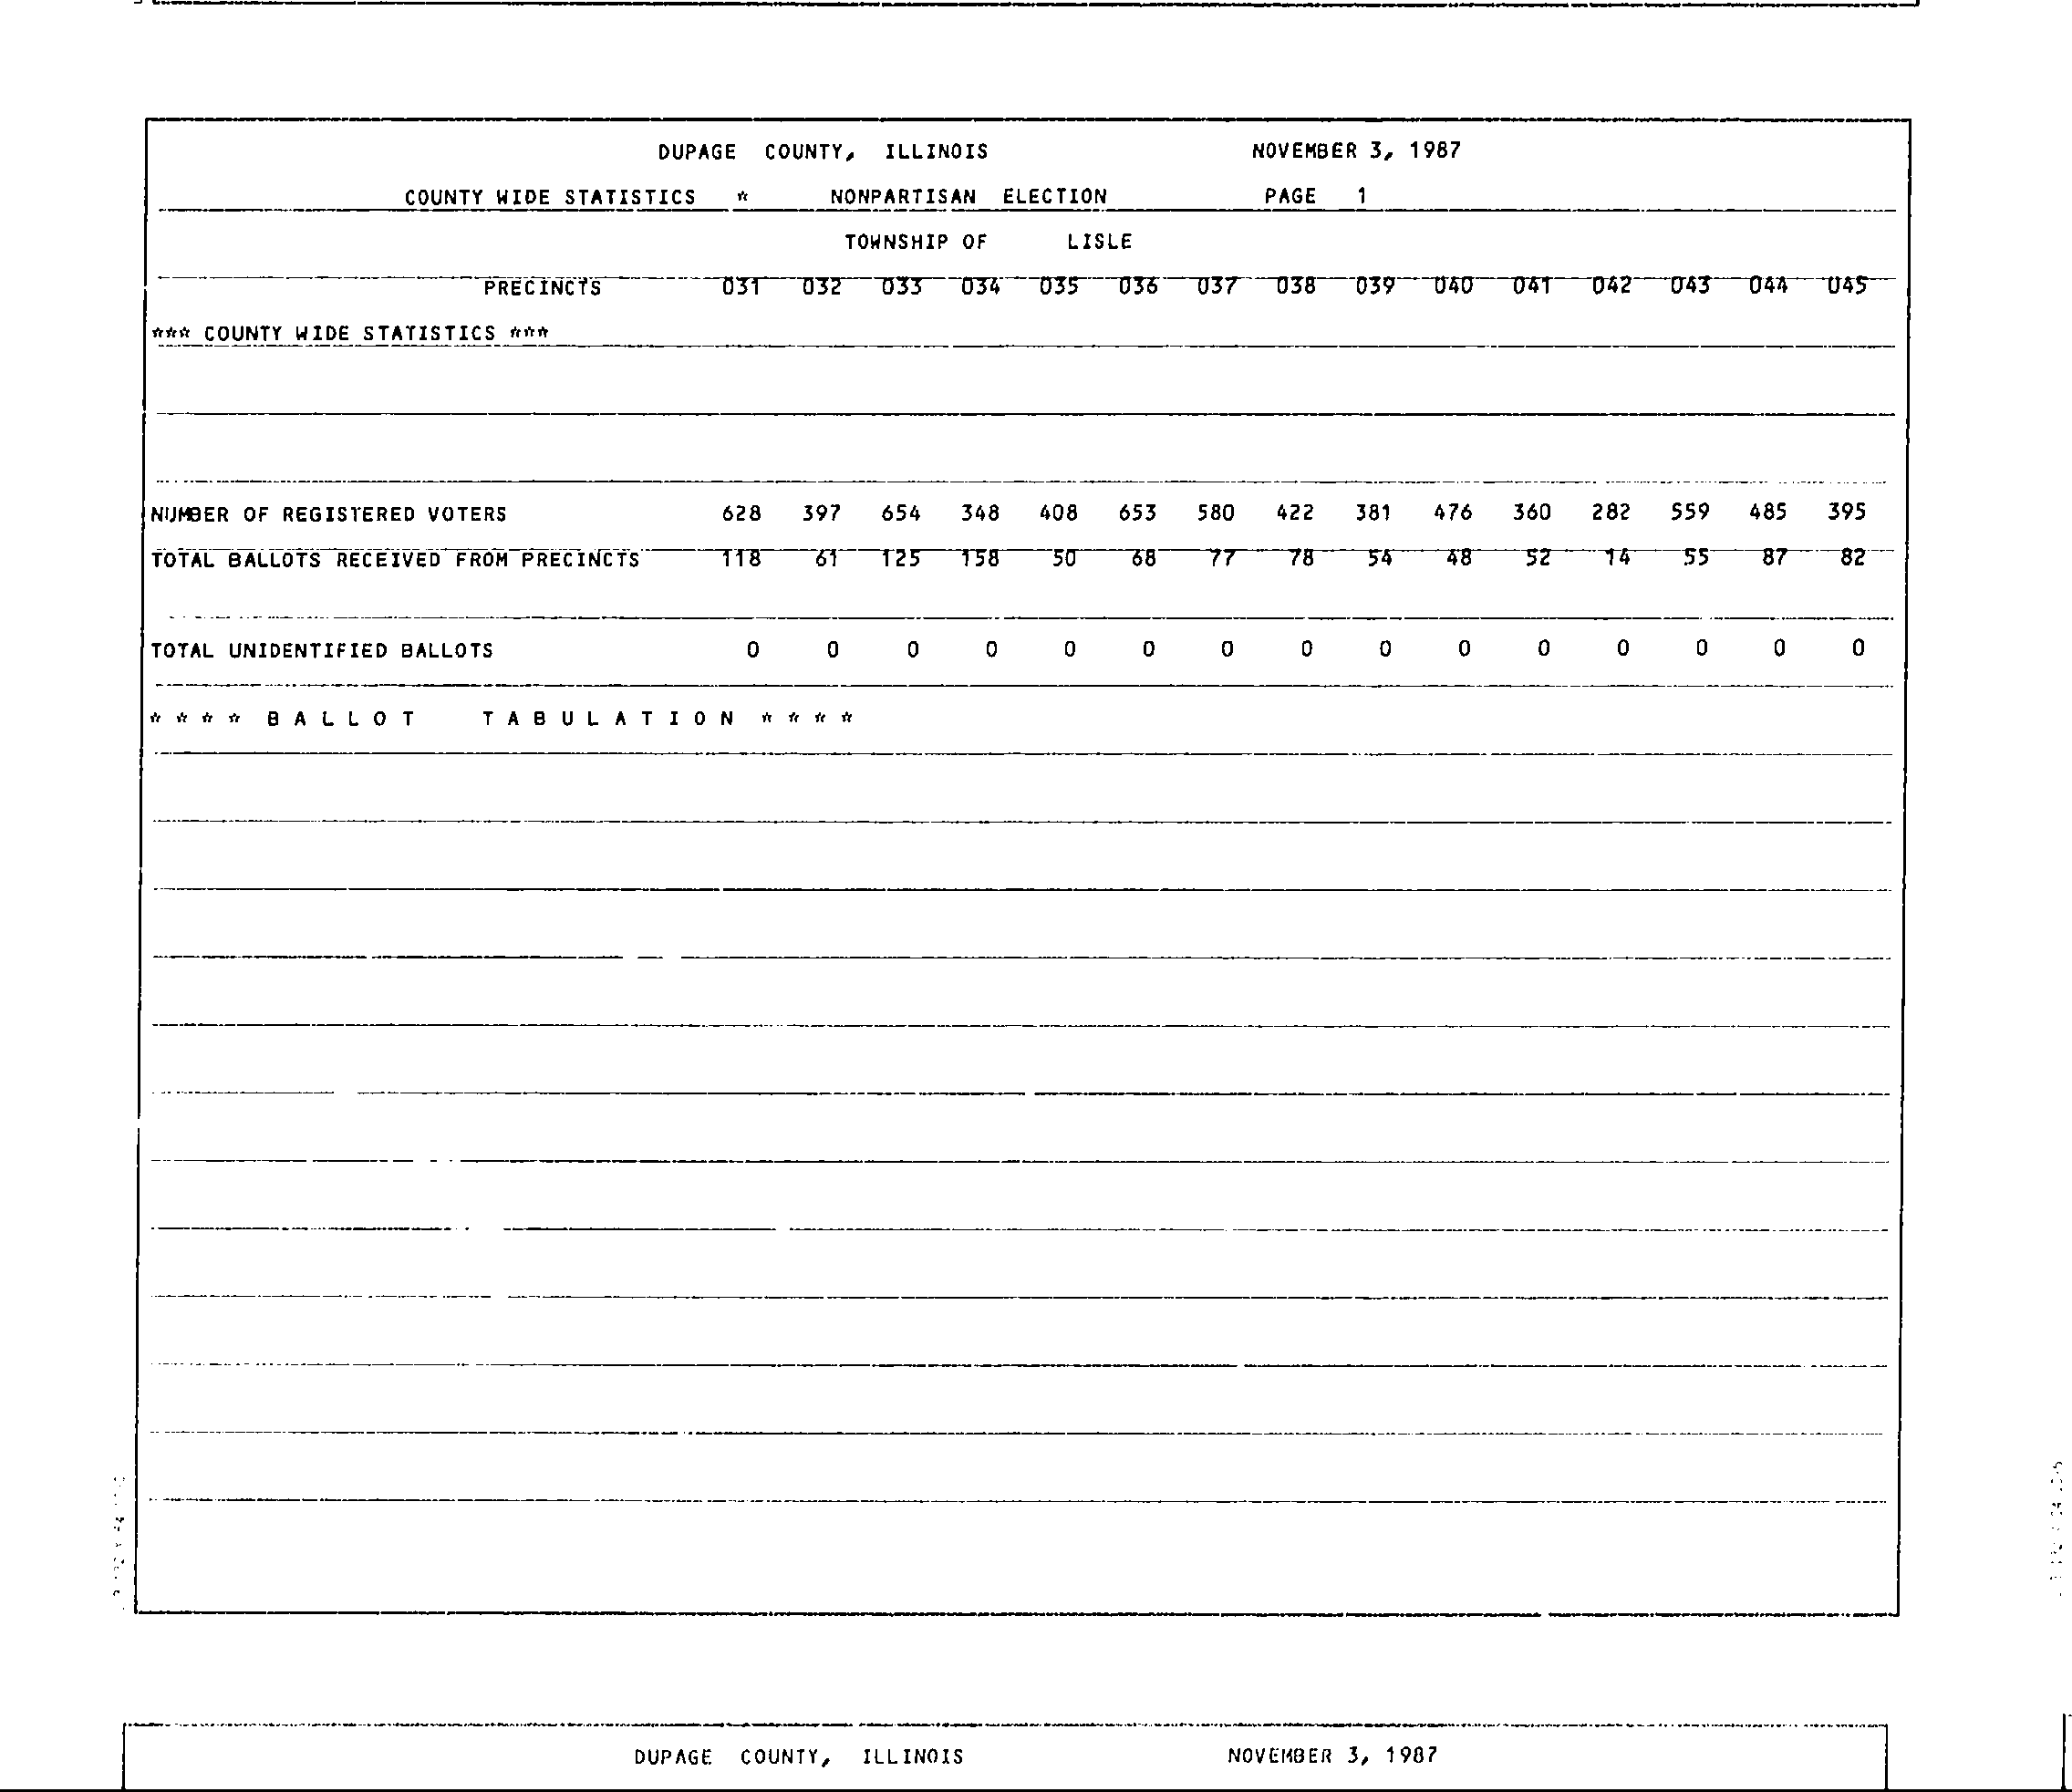 DUPAGE COUNTY, ILLINOIS NOVEMBER 3, 1987
COUNTY WIDE STATISTICS * NONPARTISAN ELECTION PAGE 1
TOWNSHIP OF LISLE
PRECINCTS 031 032 033 034 035 036 037 038 039 040 041 042 043 044 045
*** COUNTY WIDE STATISTICS ***
NUMBER OF REGISTERED VOTERS 628 397 654 348 408 653 580 422 381 476 360 282 559 485 395
TOTAL BALLOTS RECEIVED FROM PRECINCTS 118 61 125 158 50 68 77 78 54 48 52 14 55 87 82
TOTAL UNIDENTIFIED BALLOTS 0 0 0 0 0 0 0 0 0 0 0 0 0 0 0
* * * * B A L L O T T A B U L A T I O N * * * *
DUPAGE COUNTY, ILLINOIS NOVEMBER 3, 1987